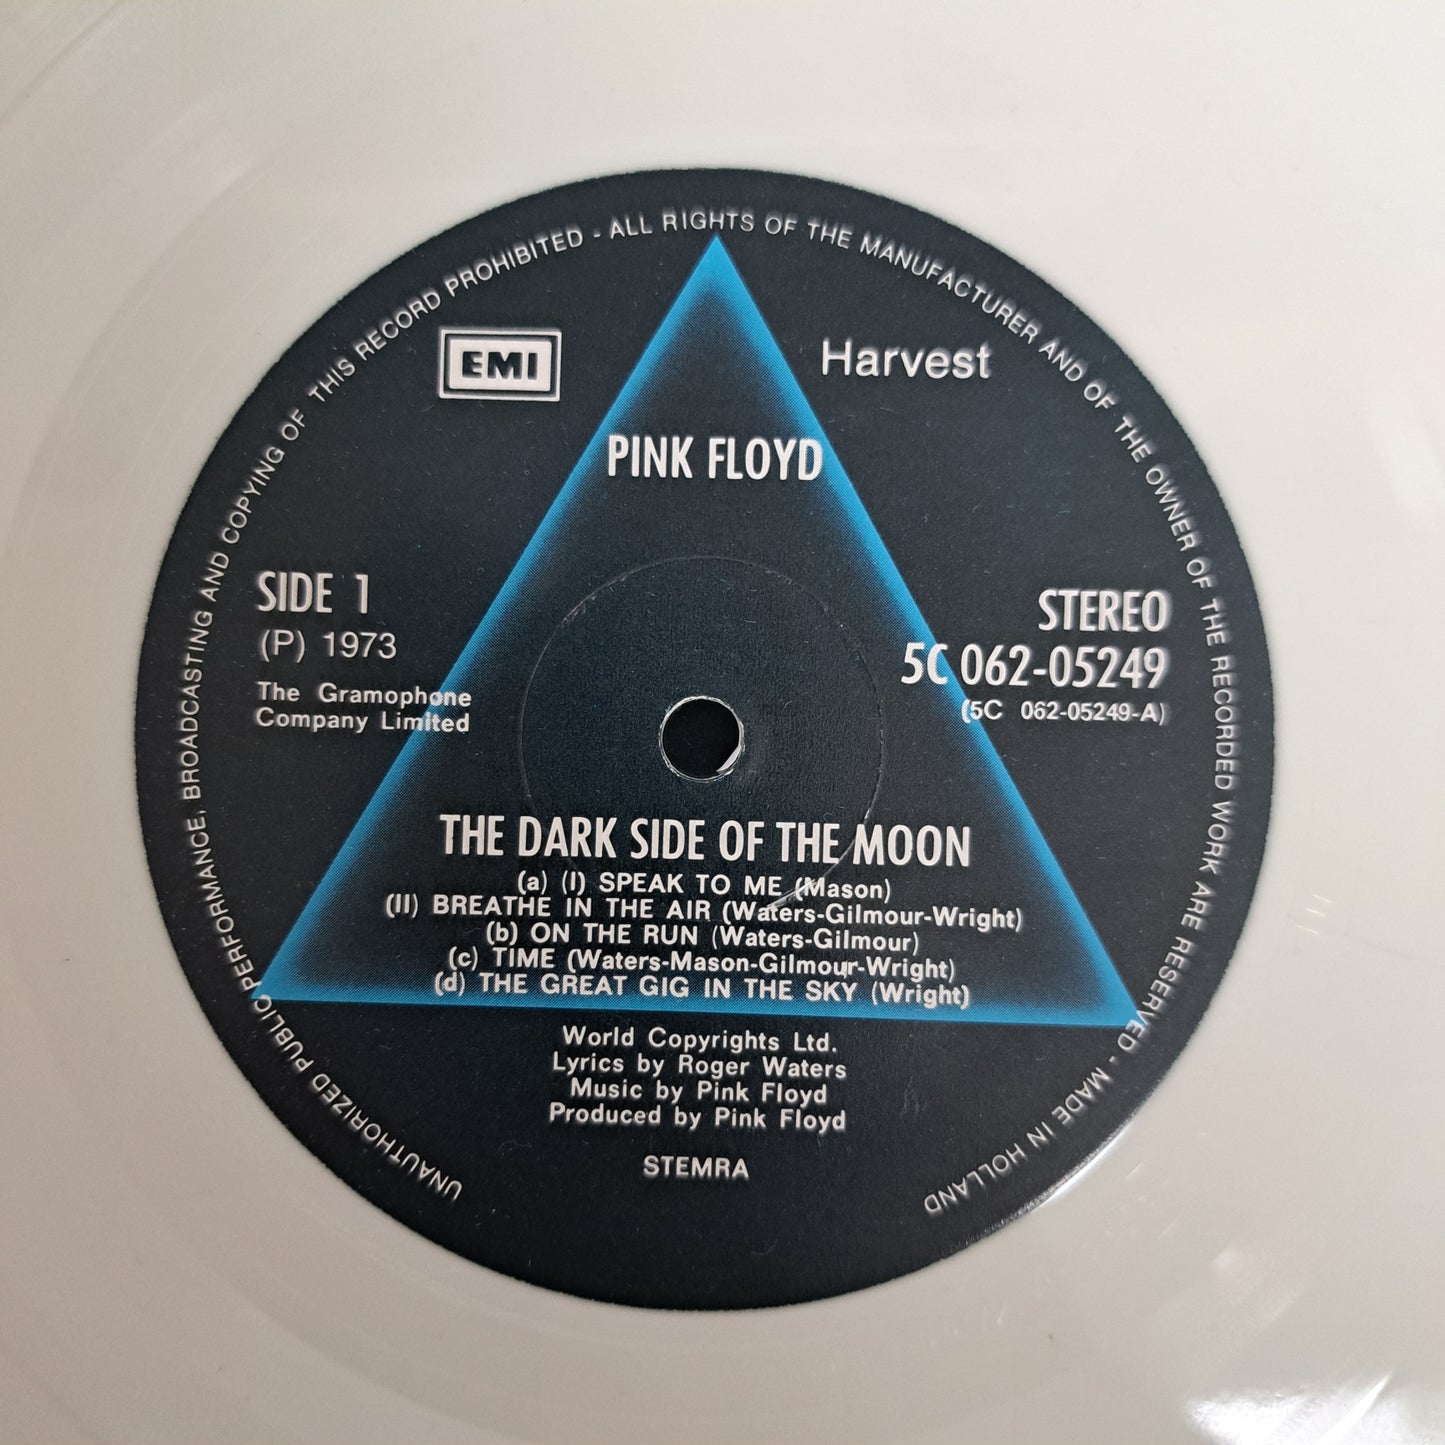 UNAUTHORIZED PUBLIC PERFORMANCE, BROADCASTING AND COPYING OF THIS RECORD PROHIBITED - ALL RIGHTS OF THE MANUFACTURER AND OF THE OWNER OF THE RECORDED WORK ARE RESERVED - MADE IN HOLLAND
EMI
Harvest
PINK FLOYD
SIDE 1
(P) 1973
The Gramophone
Company Limited
STEREO
5C 062-05249
(5C 062-05249-A)
THE DARK SIDE OF THE MOON
(a) (I) SPEAK TO ME (Mason)
(II) BREATHE IN THE AIR (Waters-Gilmour-Wright)
(b) ON THE RUN (Waters-Gilmour)
(c) TIME (Waters-Mason-Gilmour-Wright)
(d) THE GREAT GIG IN THE SKY (Wright)
World Copyrights Ltd.
Lyrics by Roger Waters
Music by Pink Floyd
Produced by Pink Floyd
STEMRA